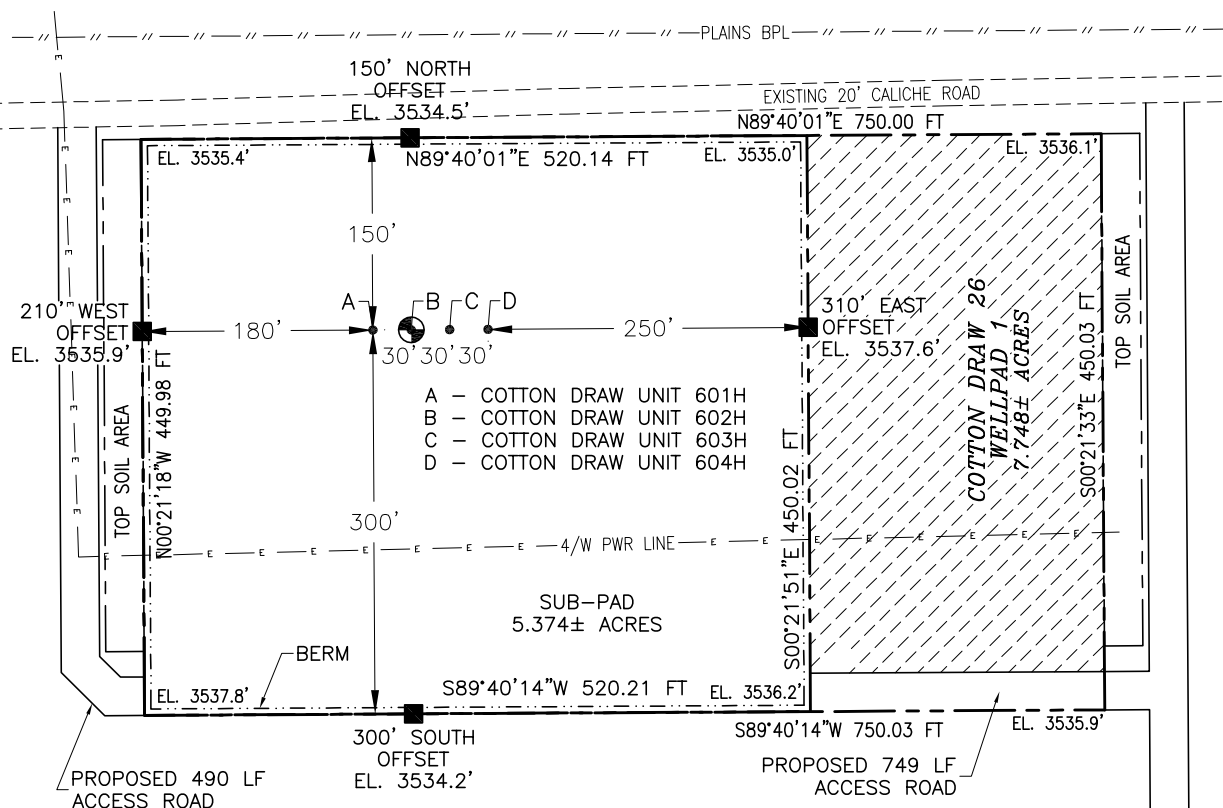 PLAINS BPL
150' NORTH
OFFSET
EL. 3534.5'
EXISTING 20' CALICHE ROAD
N89°40'01"E 750.00 FT
EL. 3535.4'
N89°40'01"E 520.14 FT
EL. 3535.0'
EL. 3536.1'
150'
A
B
C
D
210' WEST
OFFSET
EL. 3535.9'
180'
250'
310' EAST
OFFSET
EL. 3537.6'
30'30'30'
A - COTTON DRAW UNIT 601H
B - COTTON DRAW UNIT 602H
C - COTTON DRAW UNIT 603H
D - COTTON DRAW UNIT 604H
COTTON DRAW 26
WELLPAD 1
7.748± ACRES
S00°21'33"E 450.03 FT
TOP SOIL AREA
TOP SOIL AREA
N00°21'18"W 449.98 FT
S00°21'51"E 450.02 FT
300'
E E E E E E E
4/W PWR LINE
E E E E E E E
SUB-PAD
5.374± ACRES
BERM
EL. 3537.8'
S89°40'14"W 520.21 FT
EL. 3536.2'
S89°40'14"W 750.03 FT
EL. 3535.9'
300' SOUTH
OFFSET
EL. 3534.2'
PROPOSED 490 LF
ACCESS ROAD
PROPOSED 749 LF
ACCESS ROAD